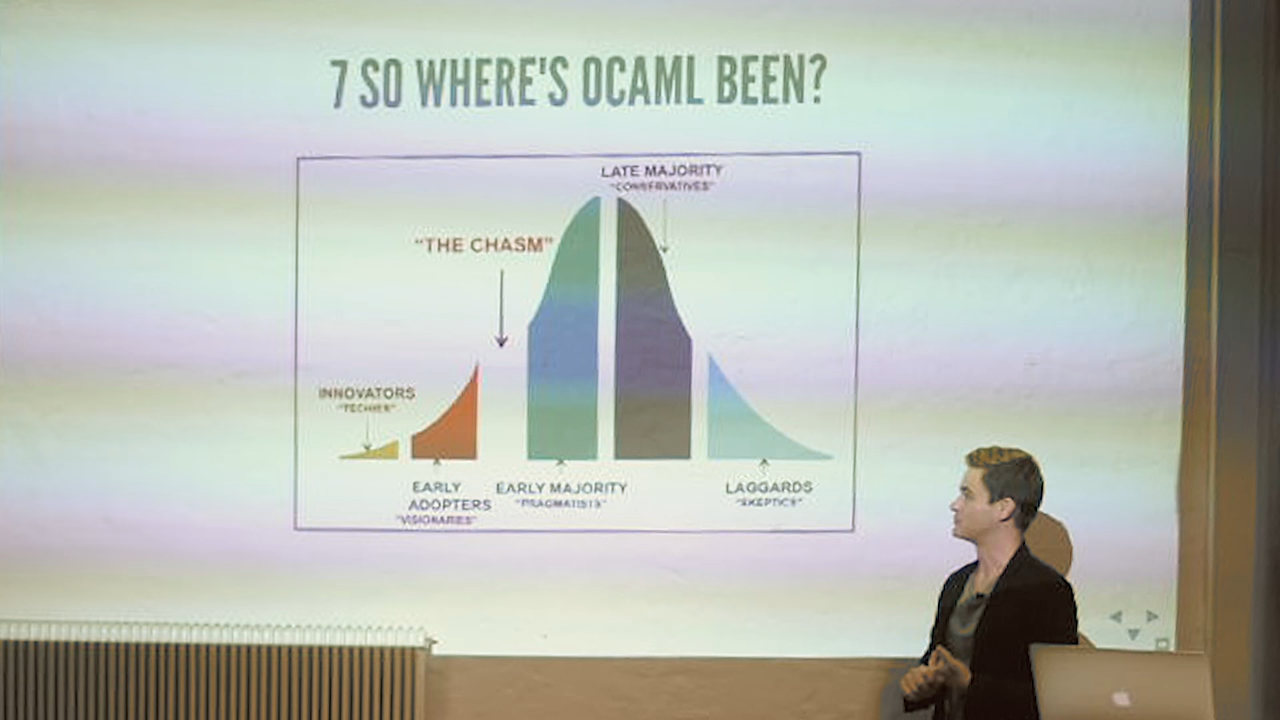 7 SO WHERE'S OCAML BEEN?
LATE MAJORITY
"CONSERVATIVES"
"THE CHASM"
INNOVATORS
"TECHIES"
EARLY
ADOPTERS
"VISIONARIES"
EARLY MAJORITY
"PRAGMATISTS"
LAGGARDS
"SKEPTICS"